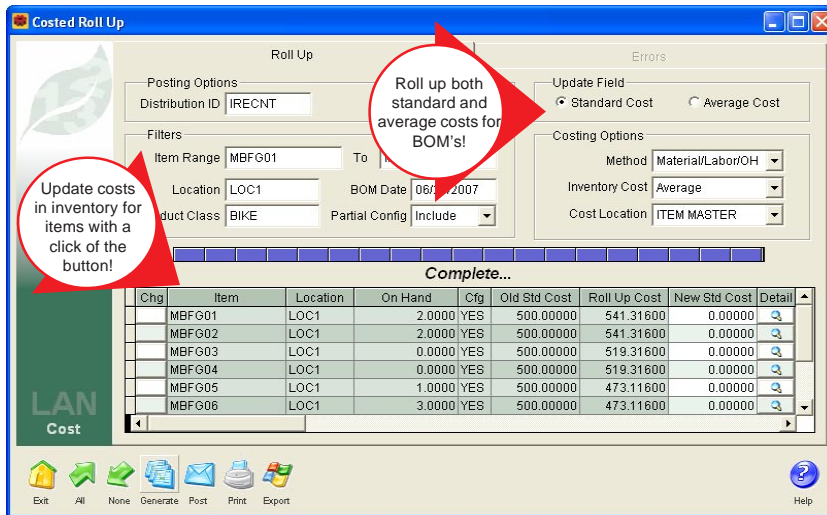 Costed Roll Up
Roll Up
Errors
Posting Options
Distribution ID IRECNT
Roll up both
standard and
average costs for
BOM's!
Update Field
Standard Cost Average Cost
Filters
Item Range MBFG01 To
Location LOC1 BOM Date 2007
Class BIKE Partial Config Include
Costing Options
Method Material/Labor/OH
Inventory Cost Average
Cost Location ITEM MASTER
Update costs
in inventory for
items with a
click of the
button!
Complete...
Chg Item Location On Hand Cfg Old Std Cost Roll Up Cost New Std Cost Detail
MBFG01 LOC1 2.0000 YES 500.00000 541.31600 0.00000
MBFG02 LOC1 2.0000 YES 500.00000 541.31600 0.00000
MBFG03 LOC1 0.0000 YES 500.00000 519.31600 0.00000
MBFG04 LOC1 0.0000 YES 500.00000 519.31600 0.00000
MBFG05 LOC1 1.0000 YES 500.00000 473.11600 0.00000
MBFG06 LOC1 3.0000 YES 500.00000 473.11600 0.00000
LAN
Cost
Exit All None Generate Post Print Export Help